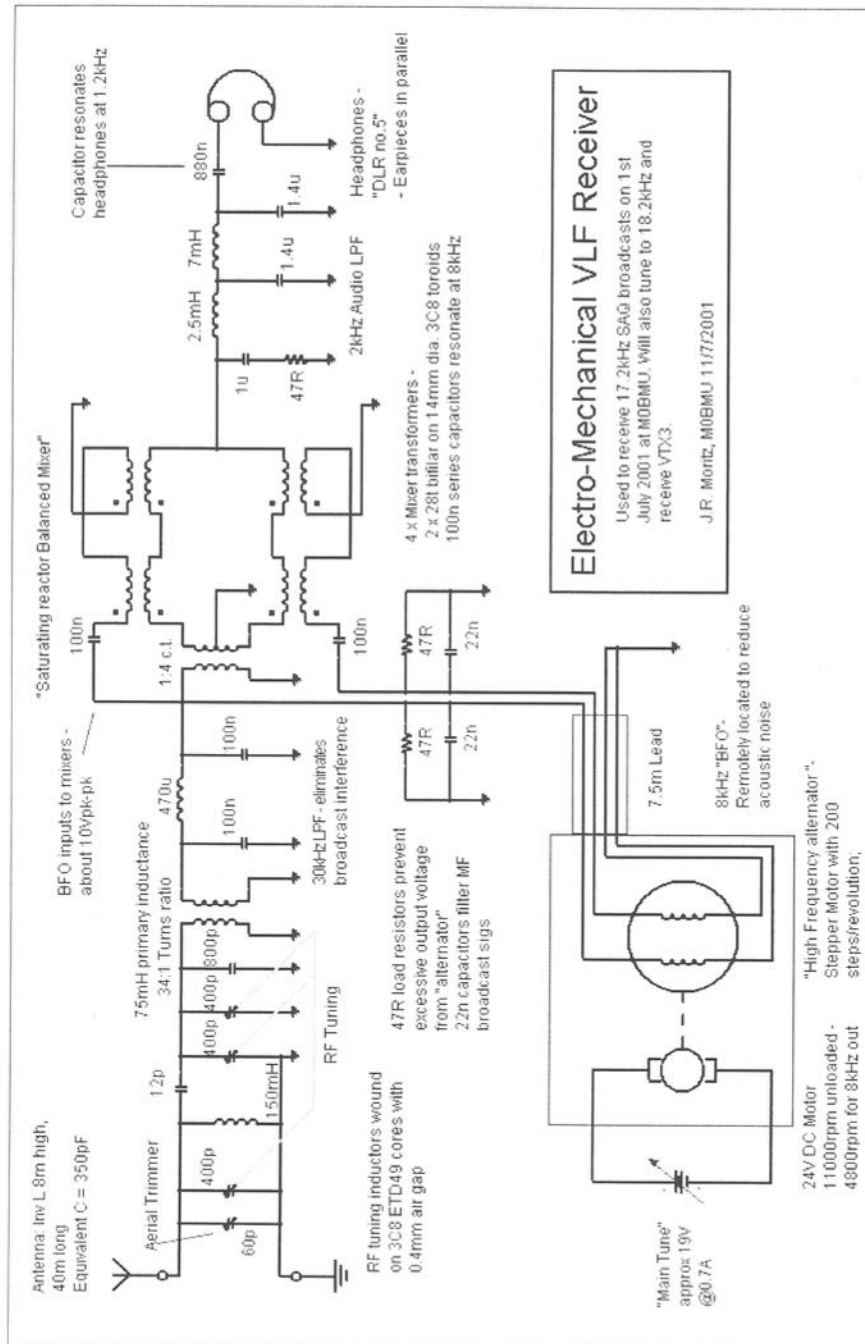 Antenna: Inv L 8m high,
40m long
Equivalent C = 350pF
Aerial Trimmer
60p
400p
150mH
12p
400p
400p
800p
RF Tuning
RF tuning inductors wound
on 3C8 ETD49 cores with
0.4mm air gap
75mH primary inductance
34:1 Turns ratio
100n
470u
100n
30kHz LPF - eliminates
broadcast interference
BFO inputs to mixers -
about 10Vpk-pk
"Saturating reactor Balanced Mixer"
100n
1:4 c.t.
100n
4 x Mixer transformers -
2 x 28t bifilar on 14mm dia. 3C8 toroids
100n series capacitors resonate at 8kHz
1u
47R
2.5mH
7mH
1.4u
1.4u
2kHz Audio LPF
880n
Capacitor resonates
headphones at 1.2kHz
Headphones -
"DLR no.5"
- Earpieces in parallel
47R
22n
47R
22n
47R load resistors prevent
excessive output voltage
from "alternator"
22n capacitors filter MF
broadcast sigs
7.5m Lead
8kHz "BFO"-
Remotely located to reduce
acoustic noise
"High Frequency alternator"-
Stepper Motor with 200
steps/revolution;
24V DC Motor
11000rpm unloaded -
4800rpm for 8kHz out
"Main Tune"
approx 19V
@0.7A
Electro-Mechanical VLF Receiver
Used to receive 17.2kHz SAQ broadcasts on 1st
July 2001 at M0BMU. Will also tune to 18.2kHz and
receive VTX3.
J.R. Moritz, M0BMU 11/7/2001